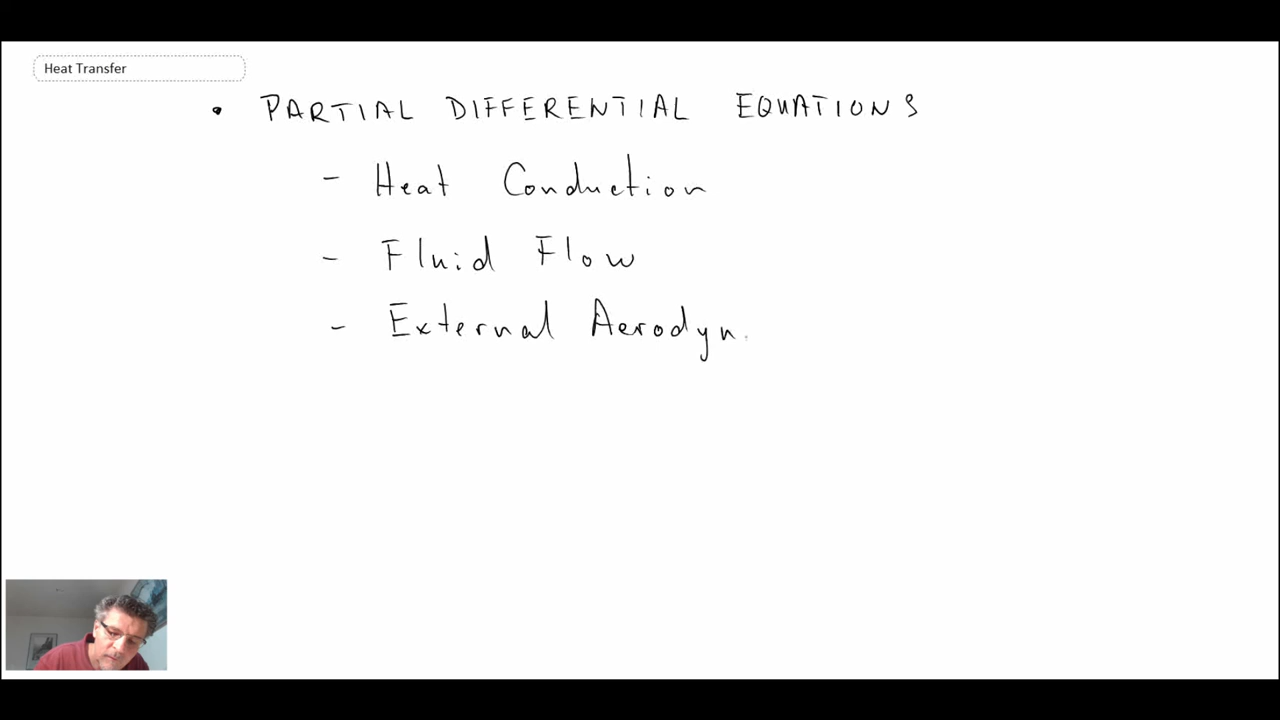 Heat Transfer
• PARTIAL DIFFERENTIAL EQUATIONS
- Heat Conduction
- Fluid Flow
- External Aerodyn